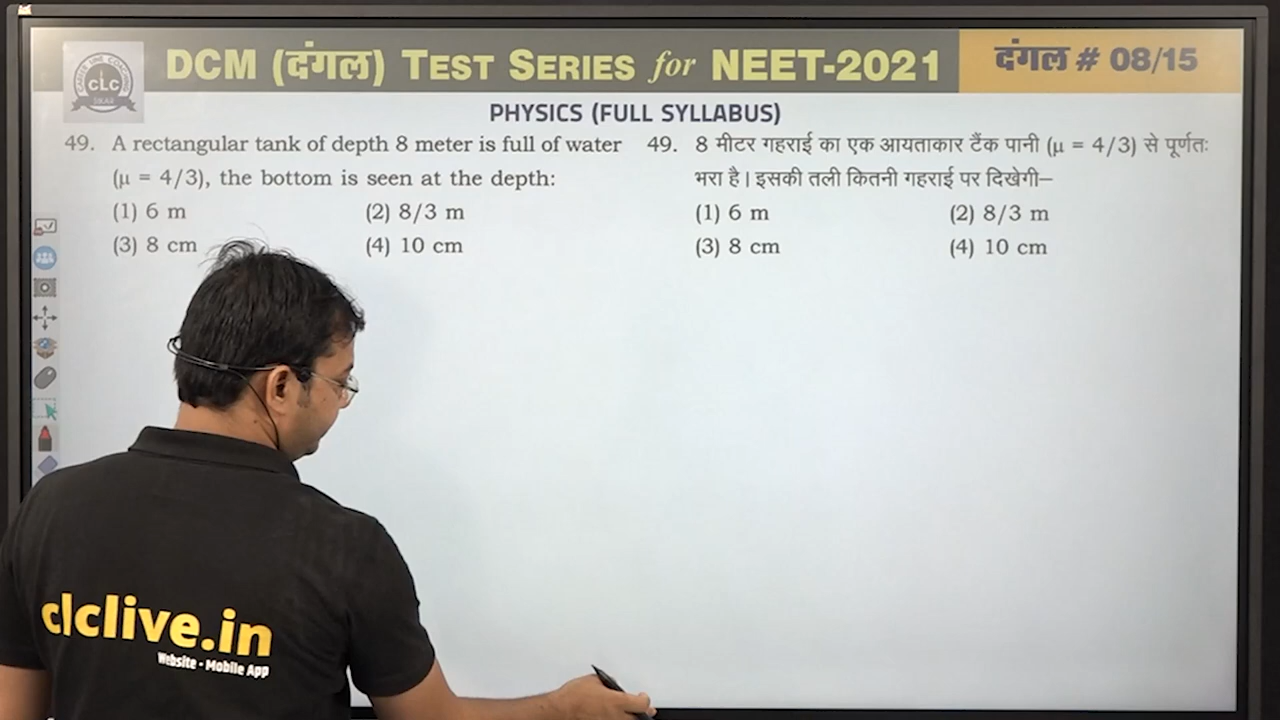 DCM (दंगल) TEST SERIES for NEET-2021
दंगल # 08/15
CLC
SIKAR
PHYSICS (FULL SYLLABUS)
49. A rectangular tank of depth 8 meter is full of water
(μ = 4/3), the bottom is seen at the depth:
(1) 6 m (2) 8/3 m
(3) 8 cm (4) 10 cm
49. 8 मीटर गहराई का एक आयताकार टैंक पानी (μ = 4/3) से पूर्णतः
भरा है। इसकी तली कितनी गहराई पर दिखेगी–
(1) 6 m (2) 8/3 m
(3) 8 cm (4) 10 cm
clclive.in
Website - Mobile App